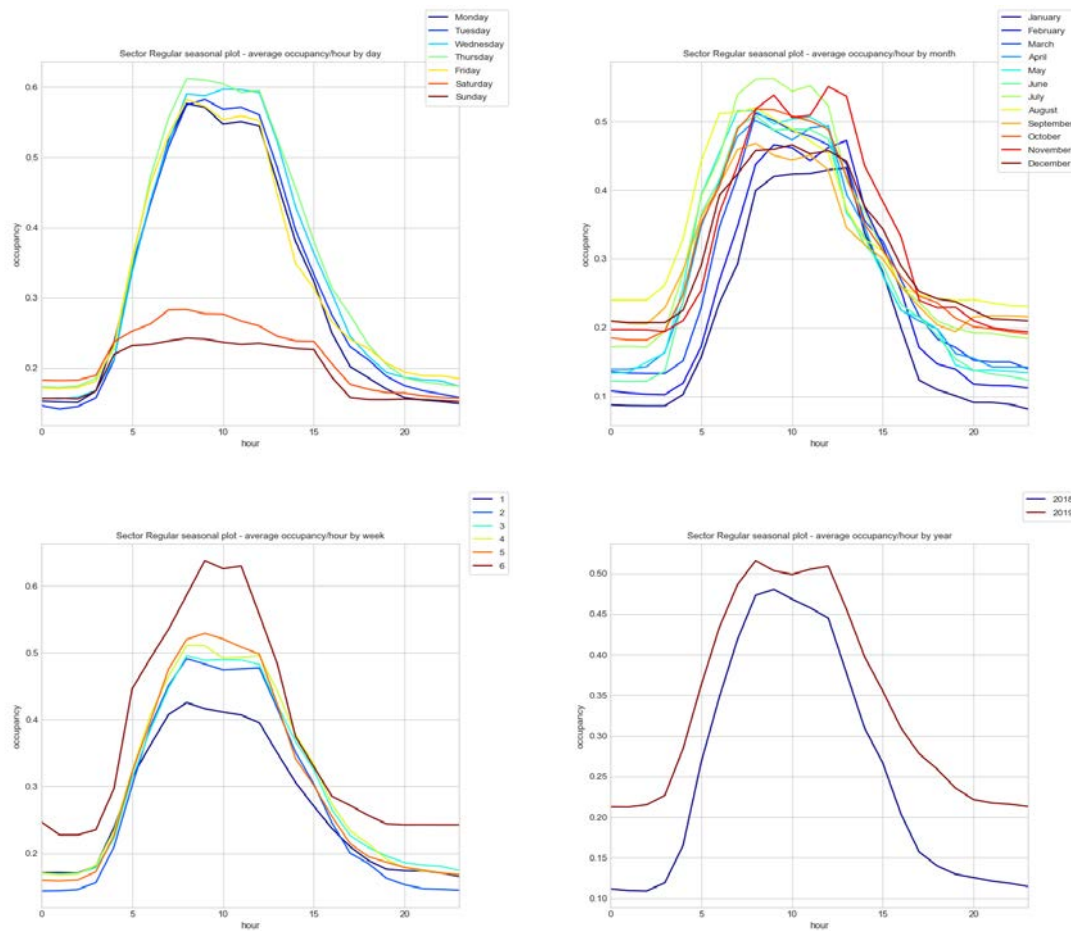 Monday
Tuesday
Wednesday
Thursday
Friday
Saturday
Sunday
Sector Regular seasonal plot - average occupancy/hour by day
0.6
0.5
0.4
0.3
0.2
occupancy
0
5
10
15
20
hour
January
February
March
April
May
June
July
August
September
October
November
December
Sector Regular seasonal plot - average occupancy/hour by month
0.5
0.4
0.3
0.2
0.1
occupancy
0
5
10
15
20
hour
1
2
3
4
5
6
Sector Regular seasonal plot - average occupancy/hour by week
0.6
0.5
0.4
0.3
0.2
occupancy
0
5
10
15
20
hour
2018
2019
Sector Regular seasonal plot - average occupancy/hour by year
0.50
0.45
0.40
0.35
0.30
0.25
0.20
0.15
0.10
occupancy
0
5
10
15
20
hour